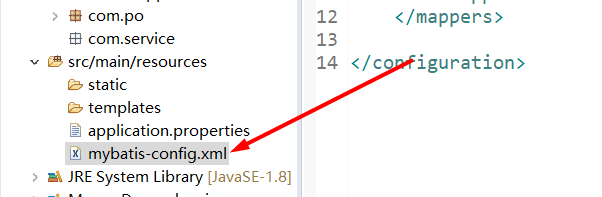 com.po
com.service
src/main/resources
static
templates
application.properties
mybatis-config.xml
JRE System Library [JavaSE-1.8]
12 </mappers>
13
14 </configuration>